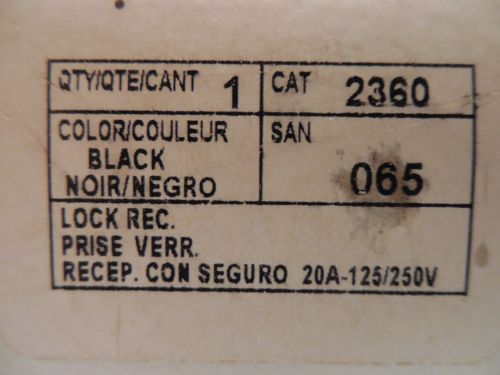 QTY/QTE/CANT 1 CAT 2360
COLOR/COULEUR SAN
BLACK
NOIR/NEGRO 065
LOCK REC.
PRISE VERR.
RECEP. CON SEGURO 20A-125/250V